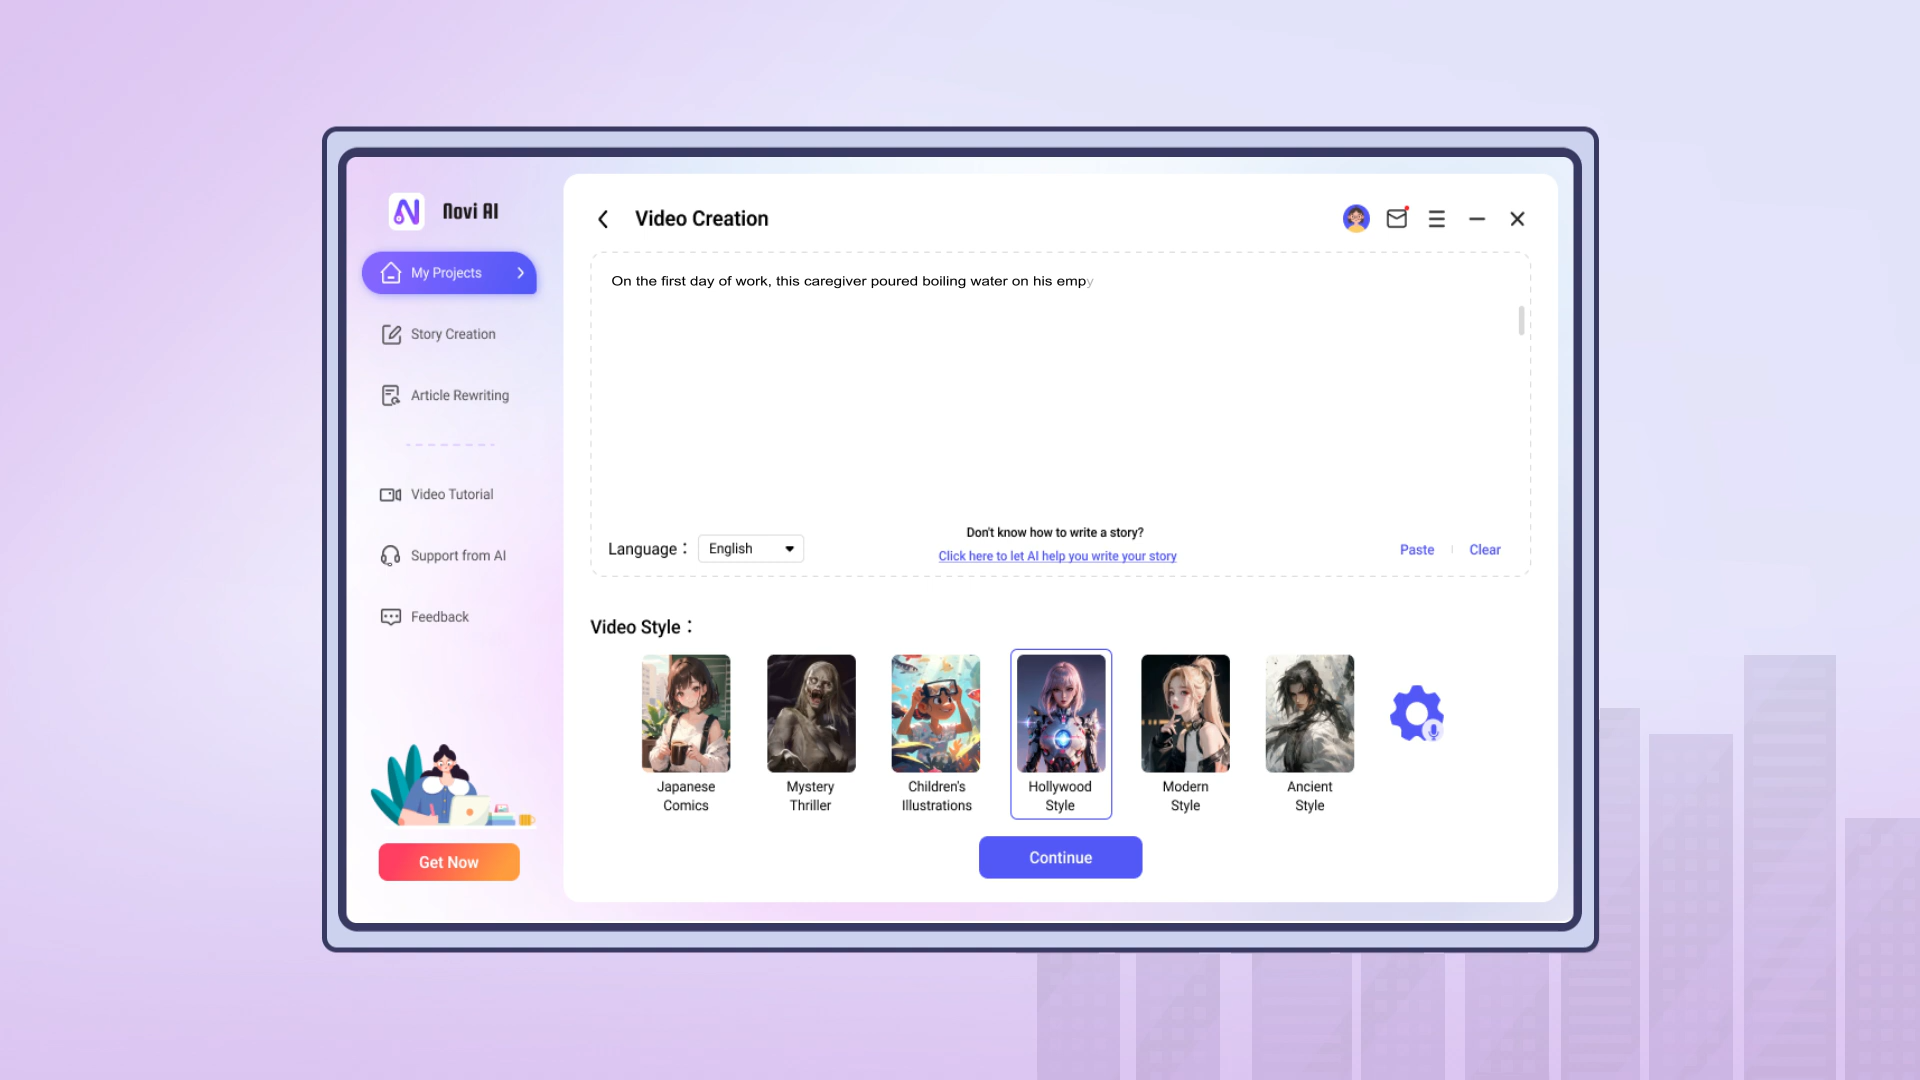 Novi AI
My Projects
Story Creation
Article Rewriting
Video Tutorial
Support from AI
Feedback
Get Now
Video Creation
On the first day of work, this caregiver poured boiling water on his empy
Language :
English
Don't know how to write a story?
Click here to let AI help you write your story
Paste
Clear
Video Style :
Japanese
Comics
Mystery
Thriller
Children's
Illustrations
Hollywood
Style
Modern
Style
Ancient
Style
Continue